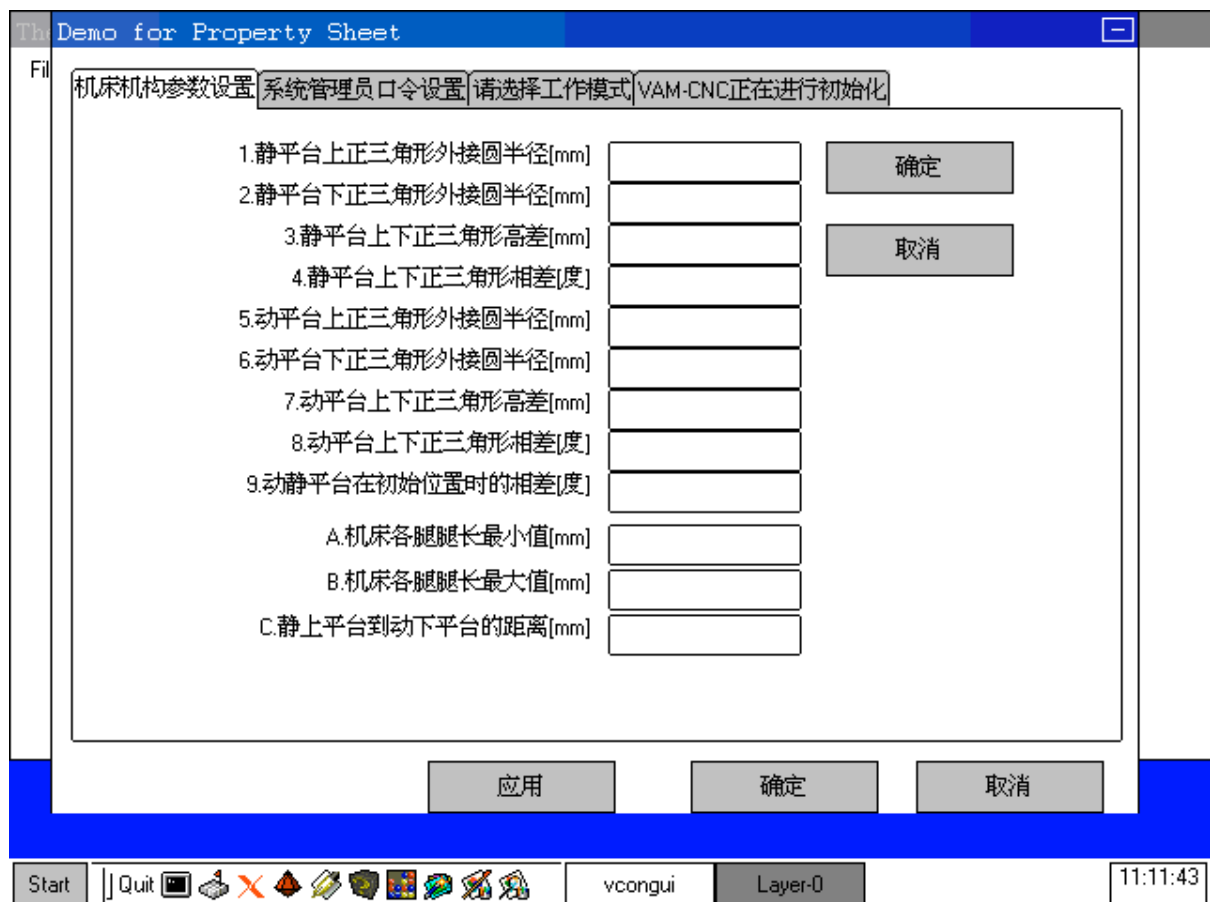 The
Demo for Property Sheet
Fil
机床机构参数设置 系统管理员口令设置 请选择工作模式 VAM-CNC正在进行初始化
1.静平台上正三角形外接圆半径[mm]
确定
2.静平台下正三角形外接圆半径[mm]
3.静平台上下正三角形高差[mm]
取消
4.静平台上下正三角形相差[度]
5.动平台上正三角形外接圆半径[mm]
6.动平台下正三角形外接圆半径[mm]
7.动平台上下正三角形高差[mm]
8.动平台上下正三角形相差[度]
9.动静平台在初始位置时的相差[度]
A.机床各腿腿长最小值[mm]
B.机床各腿腿长最大值[mm]
C.静上平台到动下平台的距离[mm]
应用 确定 取消
Start Quit vcongui Layer-0 11:11:43